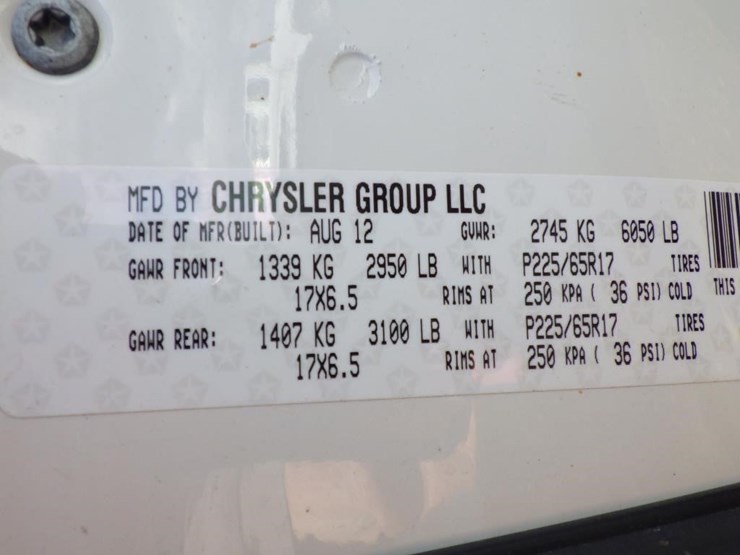 MFD BY CHRYSLER GROUP LLC
DATE OF MFR(BUILT): AUG 12 GVWR: 2745 KG 6050 LB
GAWR FRONT: 1339 KG 2950 LB WITH P225/65R17 TIRES
17X6.5 RIMS AT 250 KPA ( 36 PSI) COLD THIS
GAWR REAR: 1407 KG 3100 LB WITH P225/65R17 TIRES
17X6.5 RIMS AT 250 KPA ( 36 PSI) COLD